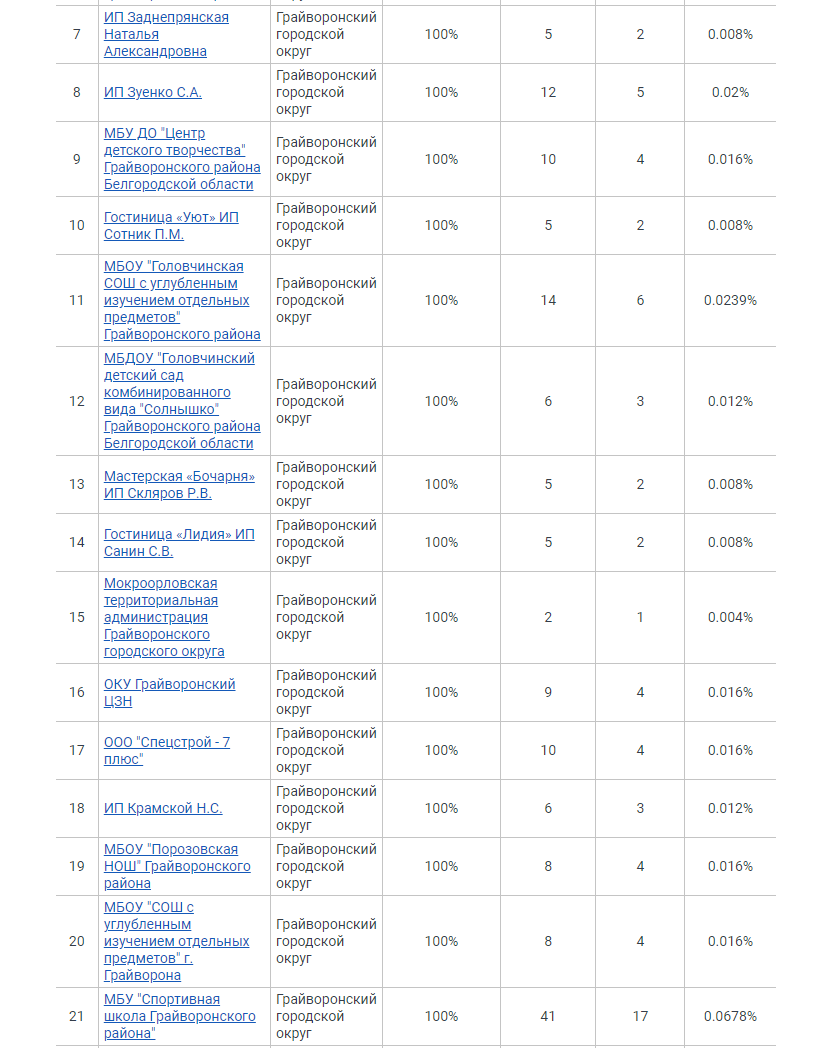 7
ИП Заднепрянская
Наталья
Александровна
Грайворонский
городской
округ
100%
5
2
0.008%
8
ИП Зуенко С.А.
Грайворонский
городской
округ
100%
12
5
0.02%
9
МБУ ДО "Центр
детского творчества"
Грайворонского района
Белгородской области
Грайворонский
городской
округ
100%
10
4
0.016%
10
Гостиница «Уют» ИП
Сотник П.М.
Грайворонский
городской
округ
100%
5
2
0.008%
11
МБОУ "Головчинская
СОШ с углубленным
изучением отдельных
предметов"
Грайворонского района
Грайворонский
городской
округ
100%
14
6
0.0239%
12
МБДОУ "Головчинский
детский сад
комбинированного
вида "Солнышко"
Грайворонского района
Белгородской области
Грайворонский
городской
округ
100%
6
3
0.012%
13
Мастерская «Бочарня»
ИП Скляров Р.В.
Грайворонский
городской
округ
100%
5
2
0.008%
14
Гостиница «Лидия» ИП
Санин С.В.
Грайворонский
городской
округ
100%
5
2
0.008%
15
Мокроорловская
территориальная
администрация
Грайворонского
городского округа
Грайворонский
городской
округ
100%
2
1
0.004%
16
ОКУ Грайворонский
ЦЗН
Грайворонский
городской
округ
100%
9
4
0.016%
17
ООО "Спецстрой - 7
плюс"
Грайворонский
городской
округ
100%
10
4
0.016%
18
ИП Крамской Н.С.
Грайворонский
городской
округ
100%
6
3
0.012%
19
МБОУ "Порозовская
НОШ" Грайворонского
района
Грайворонский
городской
округ
100%
8
4
0.016%
20
МБОУ "СОШ с
углубленным
изучением отдельных
предметов" г.
Грайворона
Грайворонский
городской
округ
100%
8
4
0.016%
21
МБУ "Спортивная
школа Грайворонского
района"
Грайворонский
городской
округ
100%
41
17
0.0678%